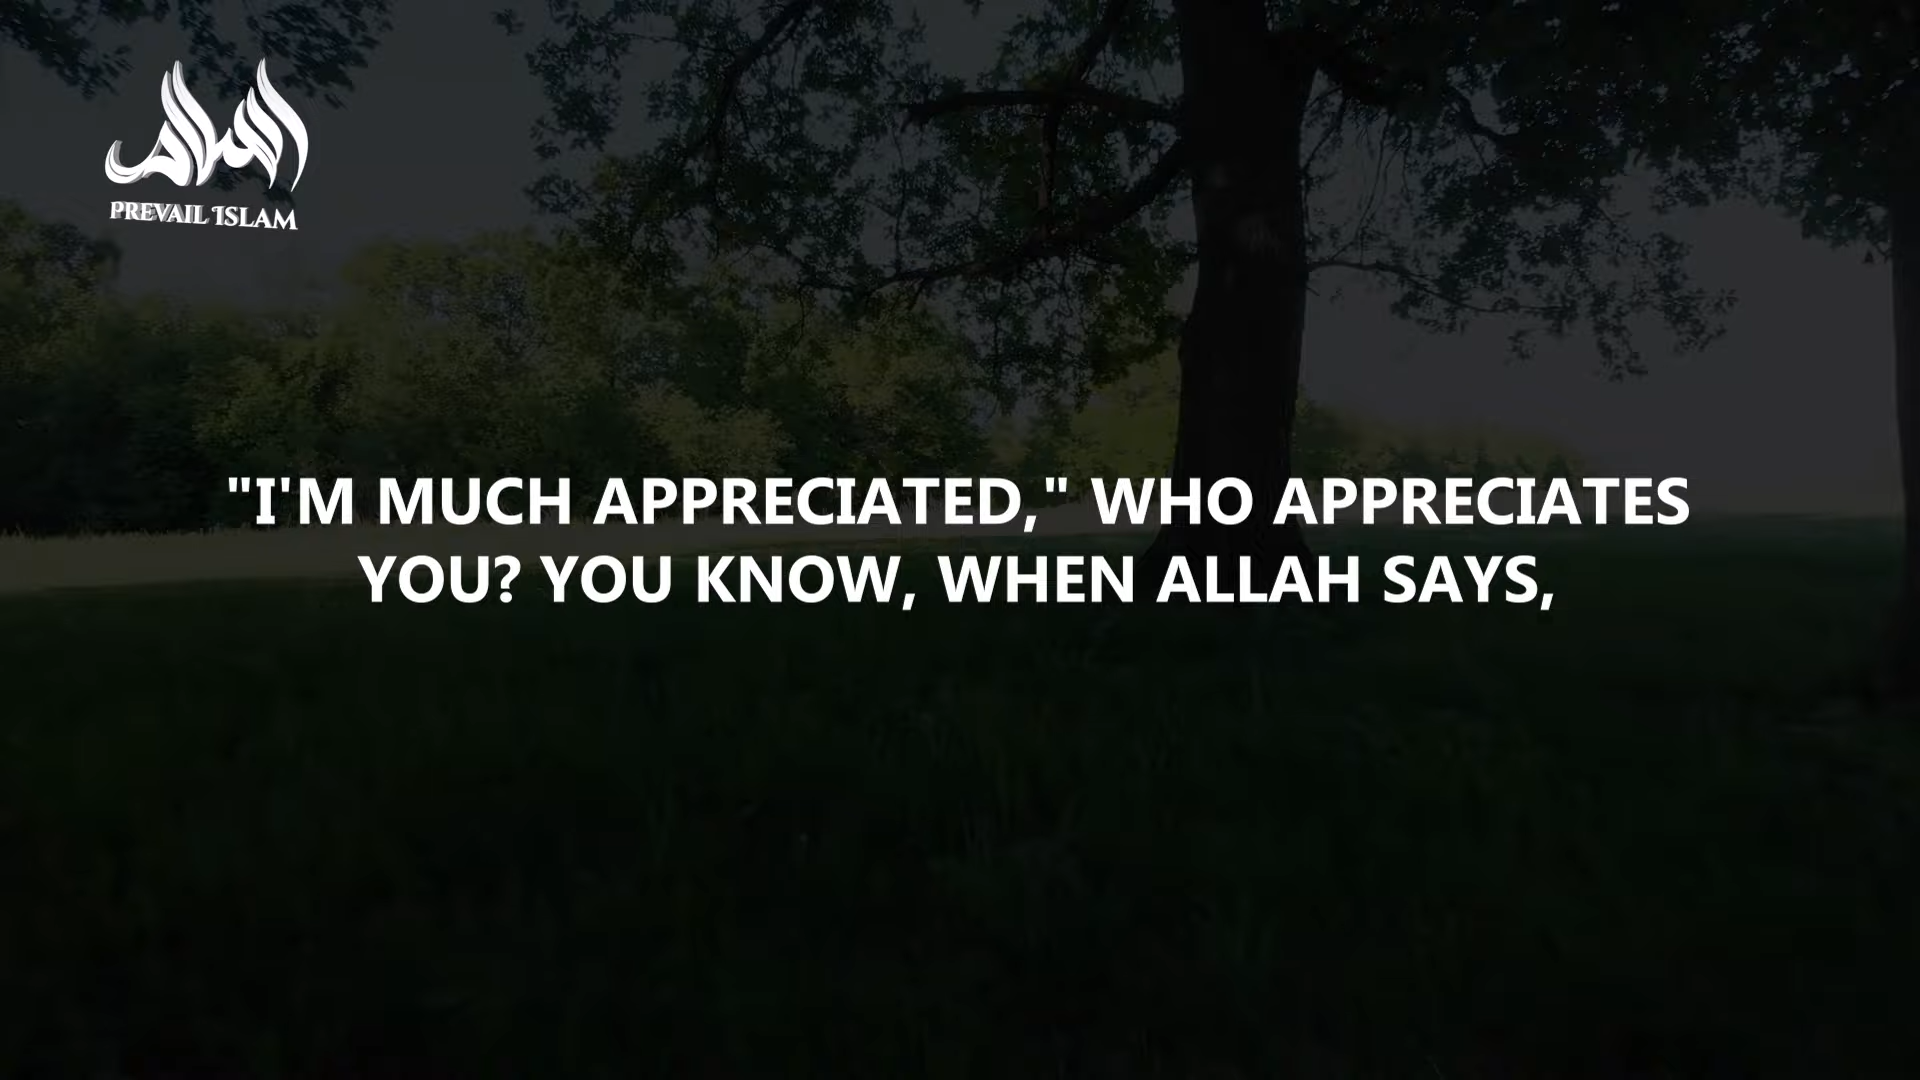 PREVAIL ISLAM
"I'M MUCH APPRECIATED," WHO APPRECIATES
YOU? YOU KNOW, WHEN ALLAH SAYS,